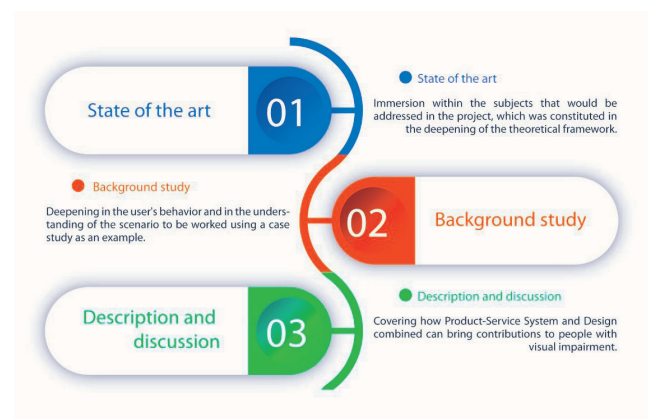 State of the art
01
State of the art
Immersion within the subjects that would be
addressed in the project, which was constituted in
the deepening of the theoretical framework.
Background study
Deepening in the user's behavior and in the unders-
tanding of the scenario to be worked using a case
study as an example.
02
Background study
Description and
discussion
03
Description and discussion
Covering how Product-Service System and Design
combined can bring contributions to people with
visual impairment.